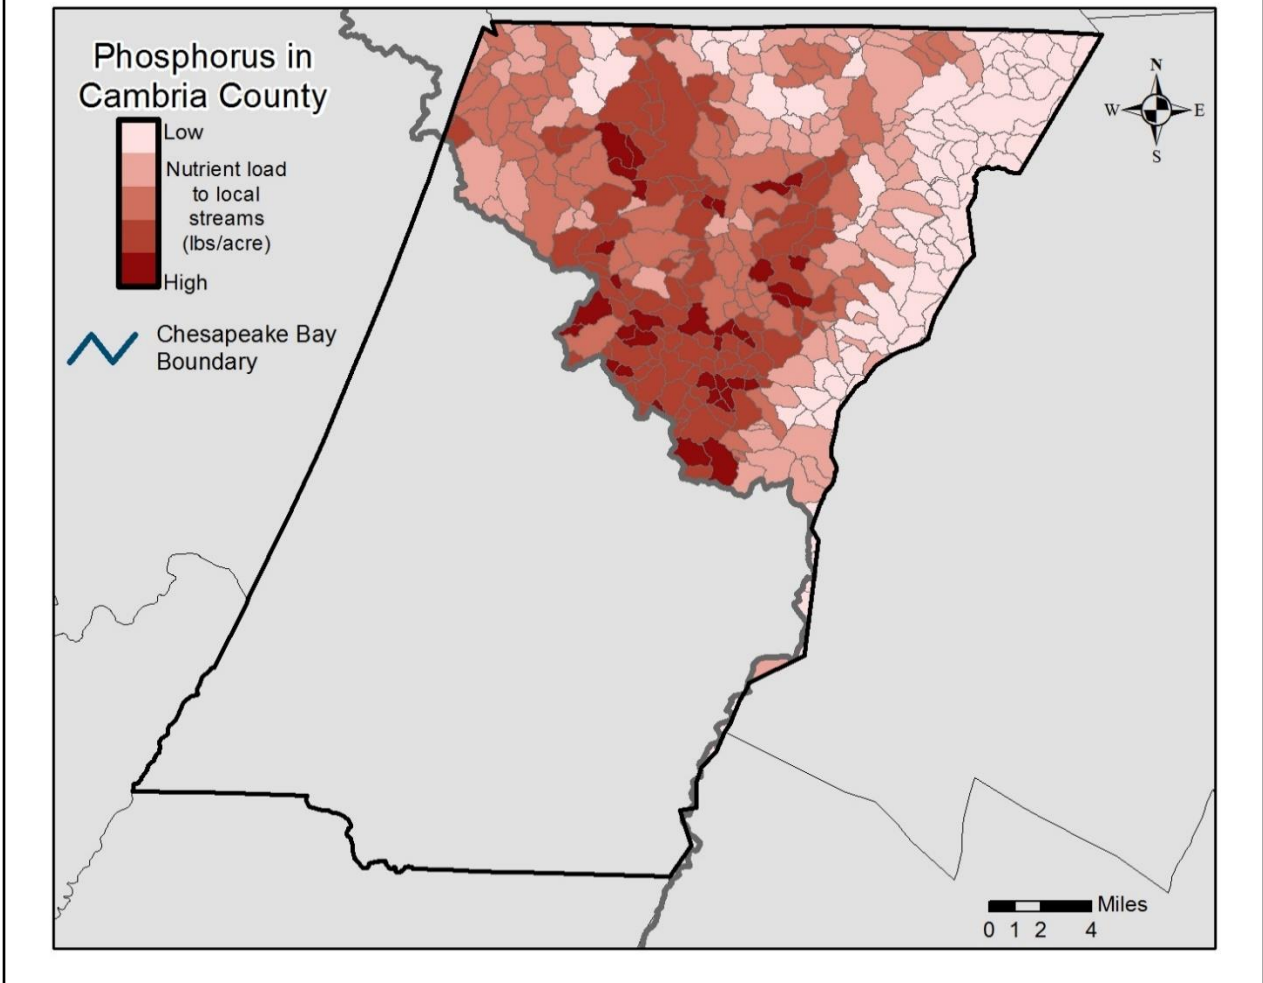 Phosphorus in
Cambria County
Low
Nutrient load
to local
streams
(lbs/acre)
High
Chesapeake Bay
Boundary
N
W E
S
Miles
0 1 2 4